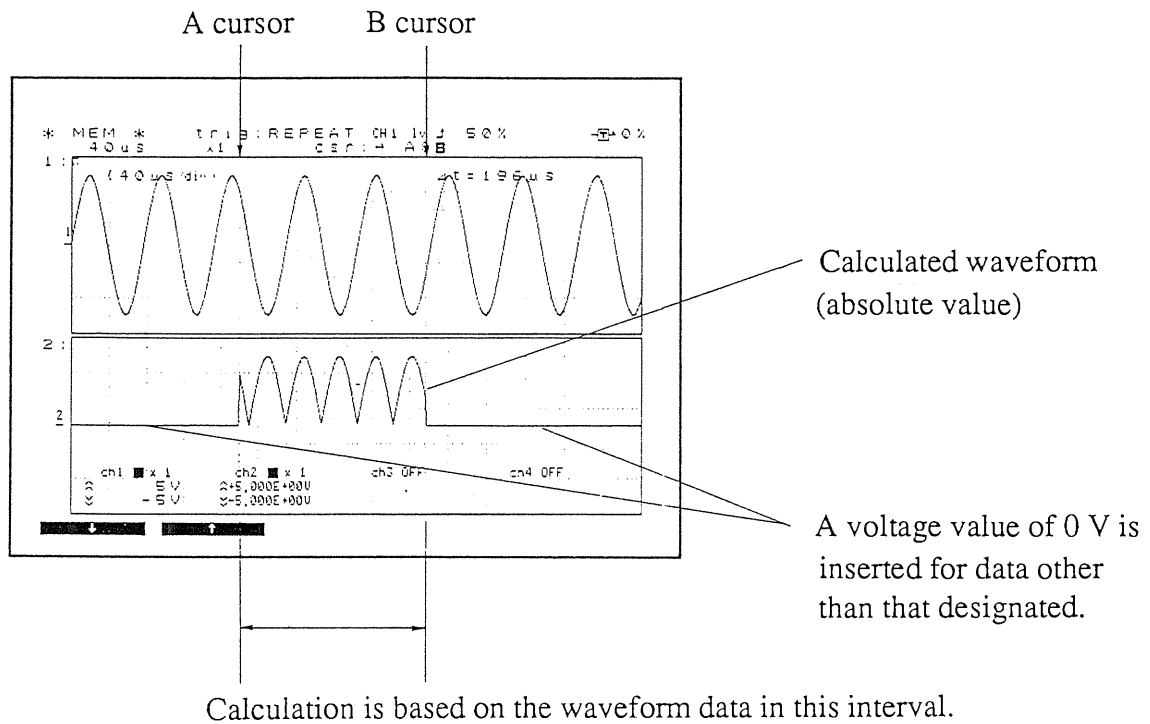 A cursor B cursor
* MEM * trig:REPEAT CH1 50% 0%
40us x1 A B
1:
(40us/div) t=196us
1
Calculated waveform
(absolute value)
2:
2
ch1 x 1 ch2 x 1 ch3 OFF ch4 OFF
5V +5.000E+00V
-5V -5.000E+00V
↓ ↑
A voltage value of 0 V is
inserted for data other
than that designated.
Calculation is based on the waveform data in this interval.